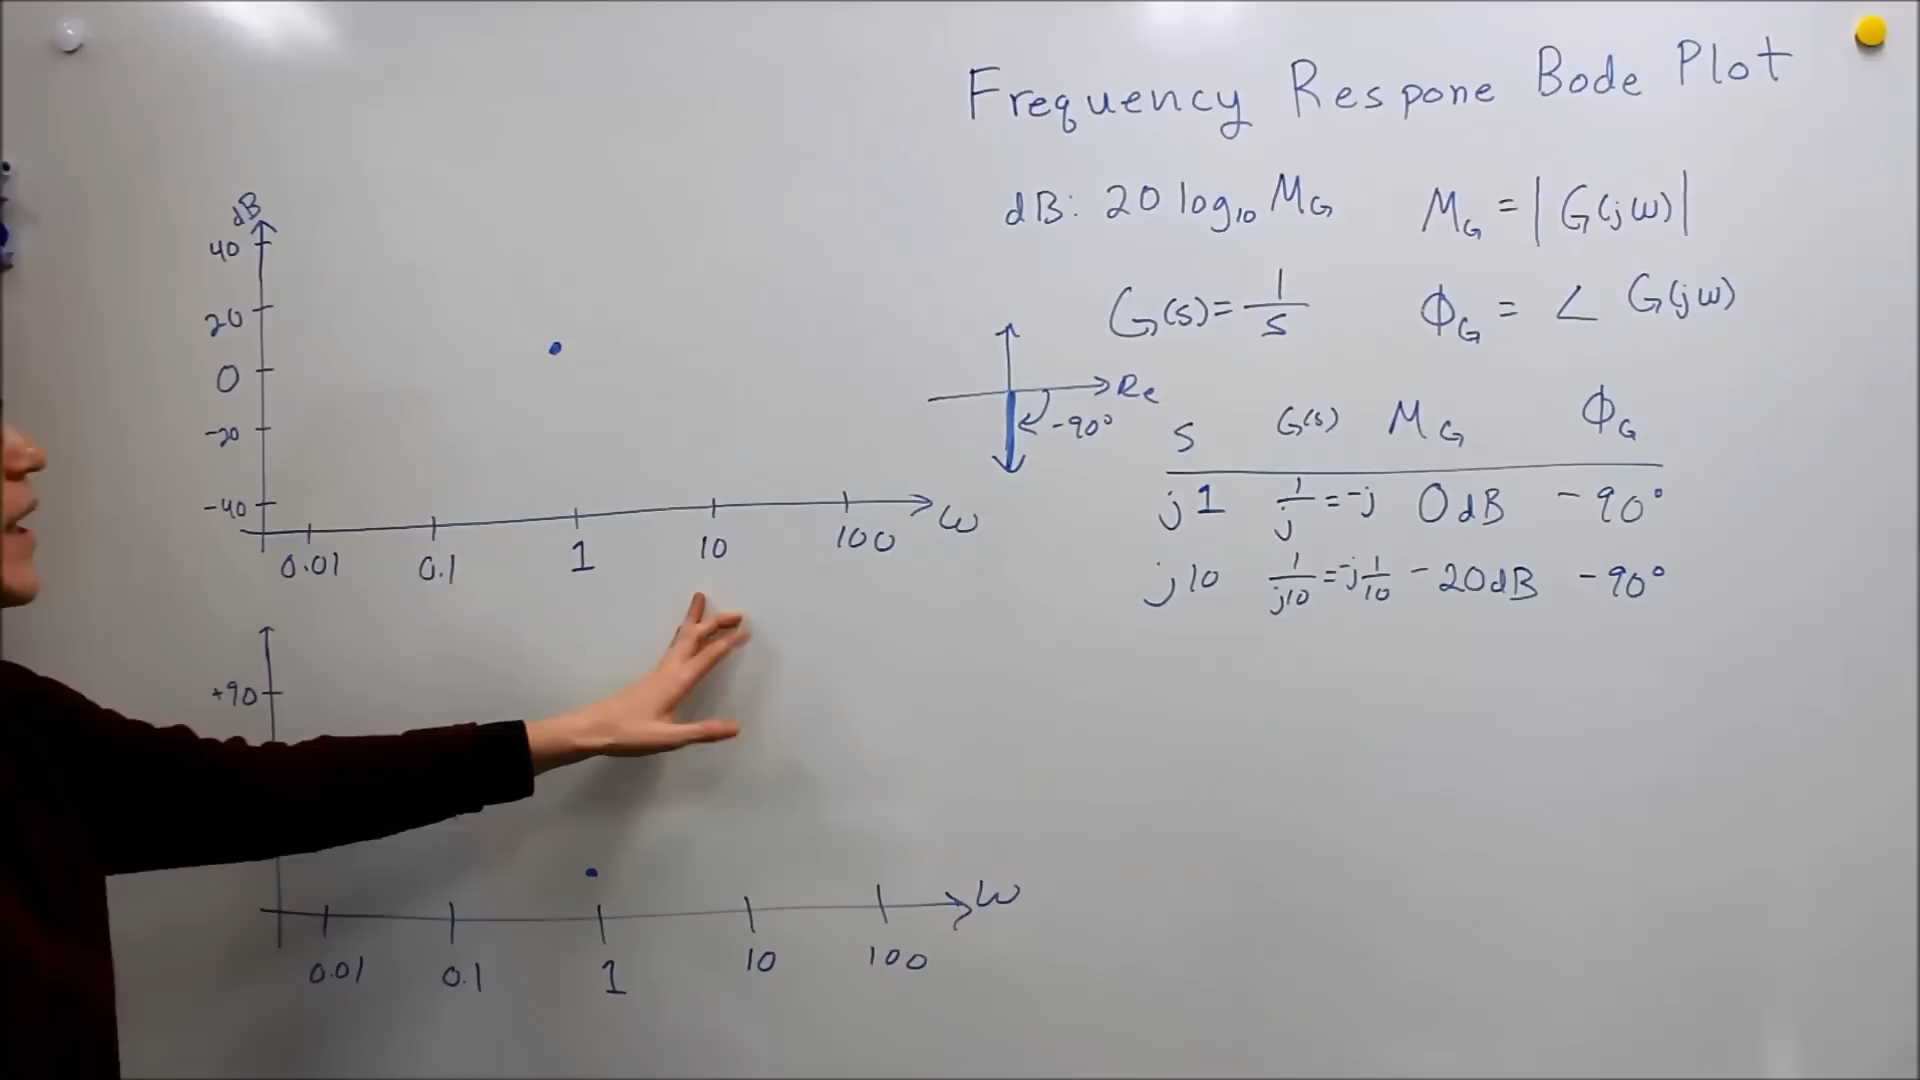 Frequency Respone Bode Plot
dB: 20 log₁₀ M_G
M_G = | G(jω)|
G(s) = 1/s
Φ_G = ∠ G(jω)
dB
40
20
0
-20
-40
0.01 0.1 1 10 100 ω
Re
-90°
S G(s) M_G Φ_G
j1 1/j = -j 0dB -90°
j10 1/j10 = -j 1/10 -20dB -90°
+90
ω
0.01 0.1 1 10 100